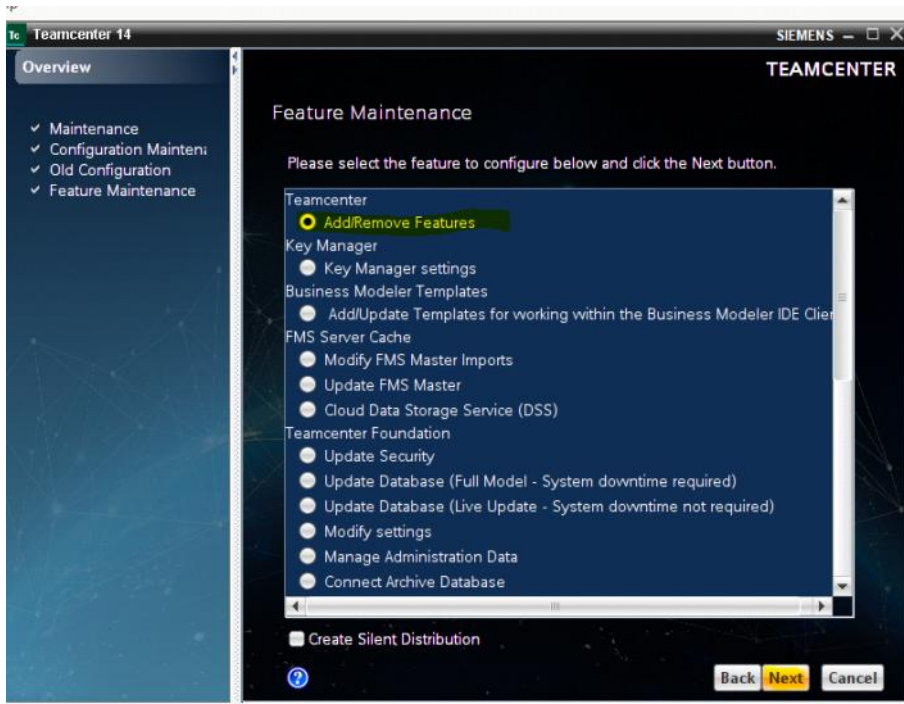 Tc Teamcenter 14
SIEMENS
Overview
TEAMCENTER
Maintenance
Configuration Maintena
Old Configuration
Feature Maintenance
Feature Maintenance
Please select the feature to configure below and click the Next button.
Teamcenter
Add/Remove Features
Key Manager
Key Manager settings
Business Modeler Templates
Add/Update Templates for working within the Business Modeler IDE Clier
FMS Server Cache
Modify FMS Master Imports
Update FMS Master
Cloud Data Storage Service (DSS)
Teamcenter Foundation
Update Security
Update Database (Full Model - System downtime required)
Update Database (Live Update - System downtime not required)
Modify settings
Manage Administration Data
Connect Archive Database
Create Silent Distribution
? Back Next Cancel